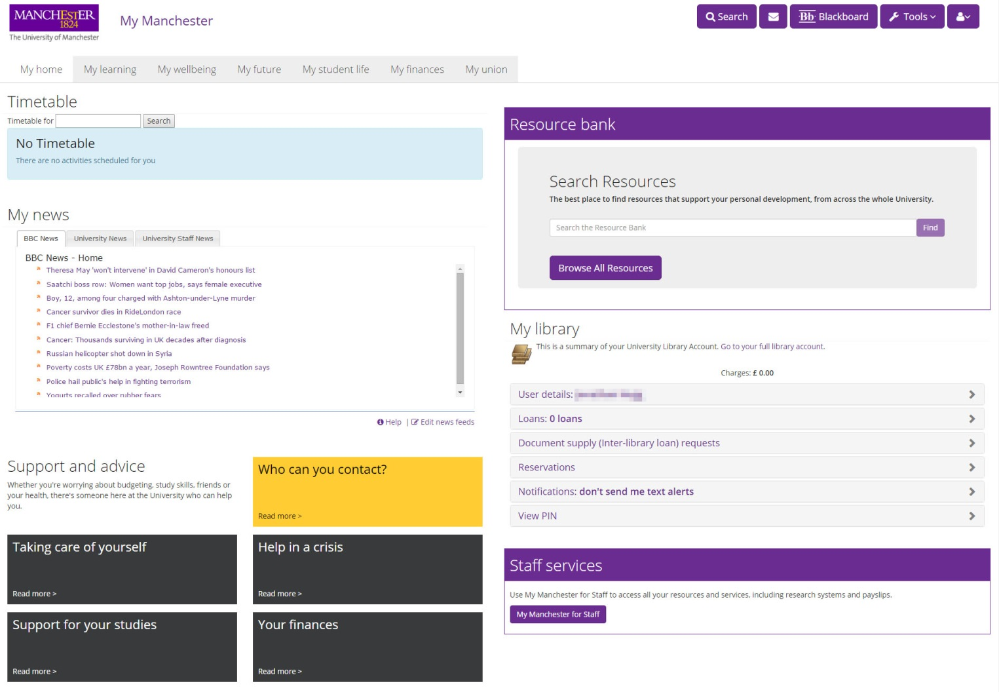 MANCHESTER
1824
The University of Manchester
My Manchester
Search
Bb Blackboard
Tools
My home My learning My wellbeing My future My student life My finances My union
Timetable
Timetable for Search
No Timetable
There are no activities scheduled for you
My news
BBC News University News University Staff News
BBC News - Home
Theresa May 'won't intervene' in David Cameron's honours list
Saatchi boss row: Women want top jobs, says female executive
Boy, 12, among four charged with Ashton-under-Lyne murder
Cancer survivor dies in RideLondon race
F1 chief Bernie Ecclestone's mother-in-law freed
Cancer: Thousands surviving in UK decades after diagnosis
Russian helicopter shot down in Syria
Poverty costs UK £78bn a year, Joseph Rowntree Foundation says
Police hail public's help in fighting terrorism
Yogurts recalled over rubber fears
Help | Edit news feeds
Support and advice
Whether you're worrying about budgeting, study skills, friends or
your health, there's someone here at the University who can help
you.
Who can you contact?
Read more >
Taking care of yourself
Read more >
Help in a crisis
Read more >
Support for your studies
Read more >
Your finances
Read more >
Resource bank
Search Resources
The best place to find resources that support your personal development, from across the whole University.
Search the Resource Bank Find
Browse All Resources
My library
This is a summary of your University Library Account. Go to your full library account.
Charges: £ 0.00
User details:
Loans: 0 loans
Document supply (Inter-library loan) requests
Reservations
Notifications: don't send me text alerts
View PIN
Staff services
Use My Manchester for Staff to access all your resources and services, including research systems and payslips.
My Manchester for Staff